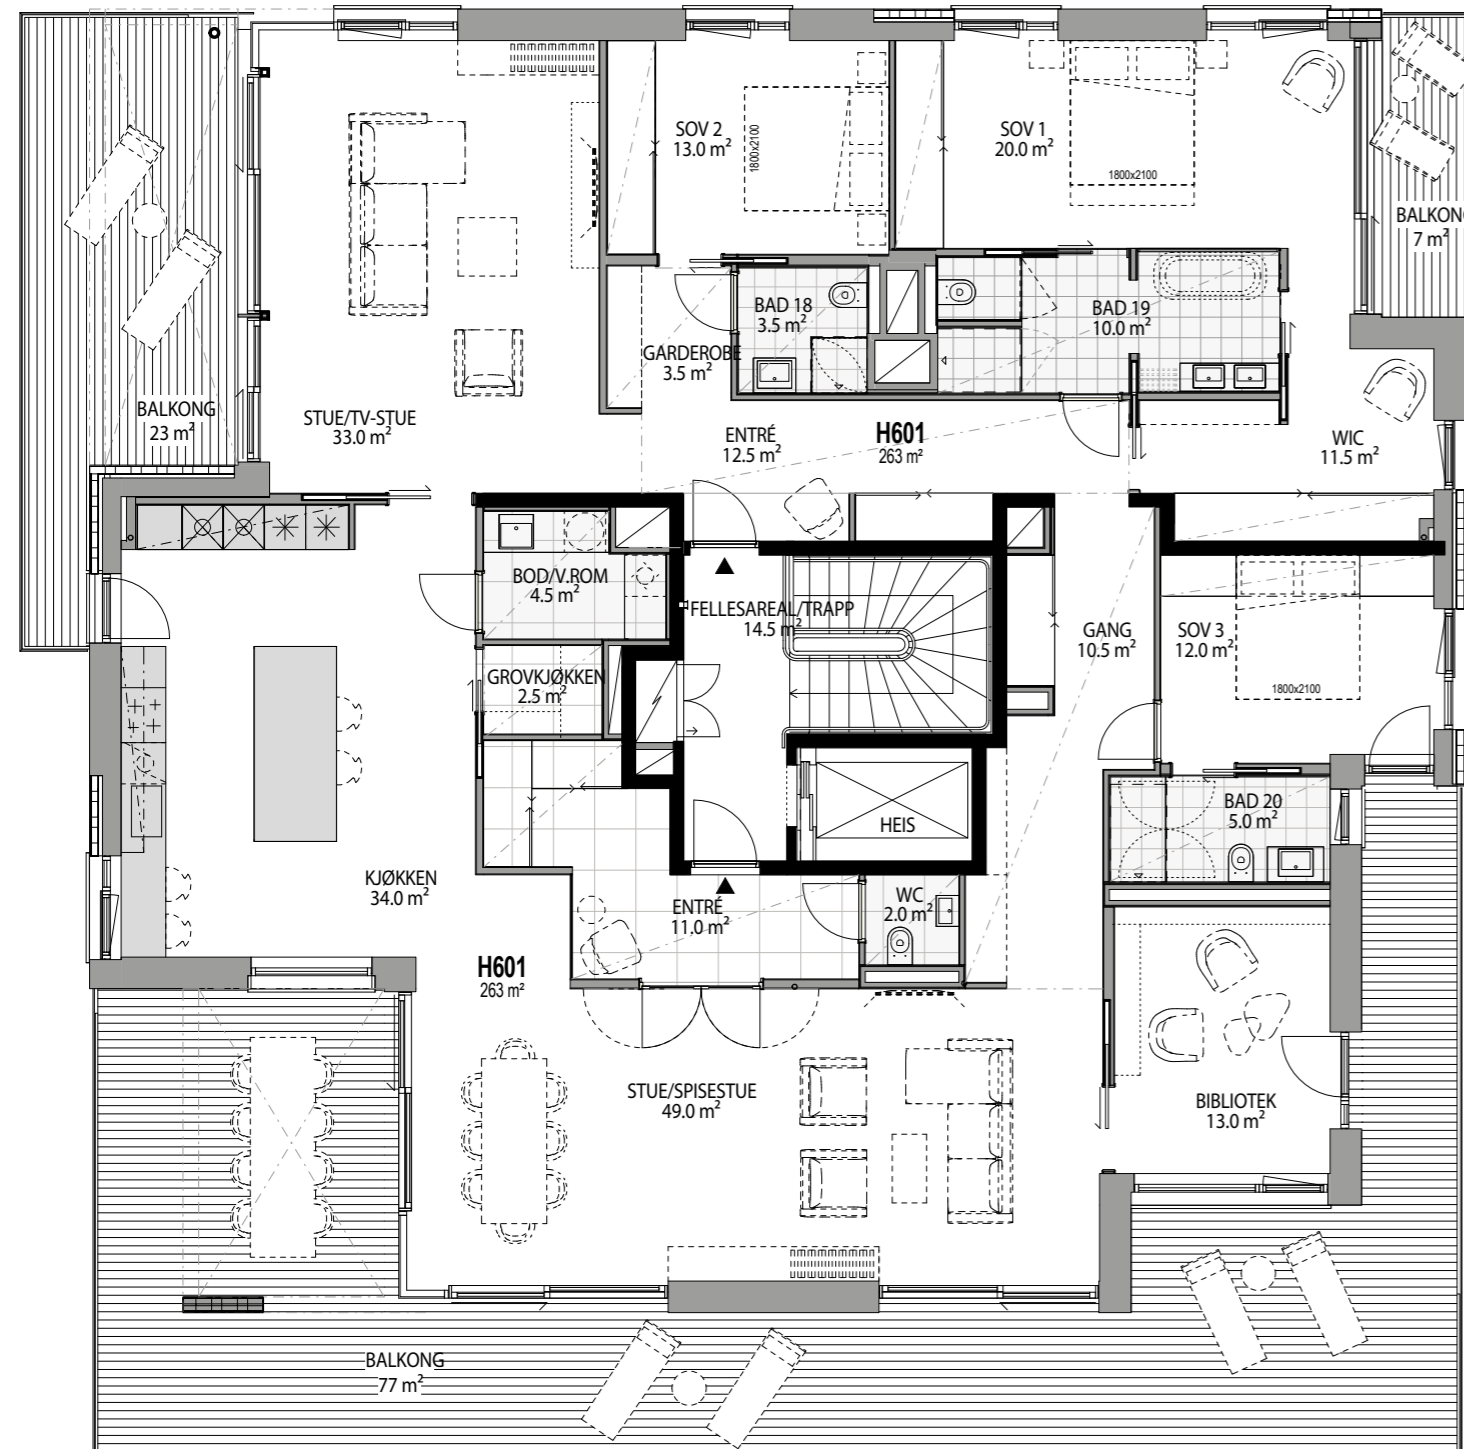 SOV 2
13.0 m²
1800x2100
SOV 1
20.0 m²
1800x2100
BALKONG
7 m²
BAD 18
3.5 m²
BAD 19
10.0 m²
GARDEROBE
3.5 m²
BALKONG
23 m²
STUE/TV-STUE
33.0 m²
ENTRÉ
12.5 m²
H601
263 m²
WIC
11.5 m²
BOD/V.ROM
4.5 m²
FELLESAREAL/TRAPP
14.5 m²
GANG
10.5 m²
SOV 3
12.0 m²
1800x2100
GROVKJØKKEN
2.5 m²
HEIS
BAD 20
5.0 m²
KJØKKEN
34.0 m²
ENTRÉ
11.0 m²
WC
2.0 m²
H601
263 m²
STUE/SPISESTUE
49.0 m²
BIBLIOTEK
13.0 m²
BALKONG
77 m²